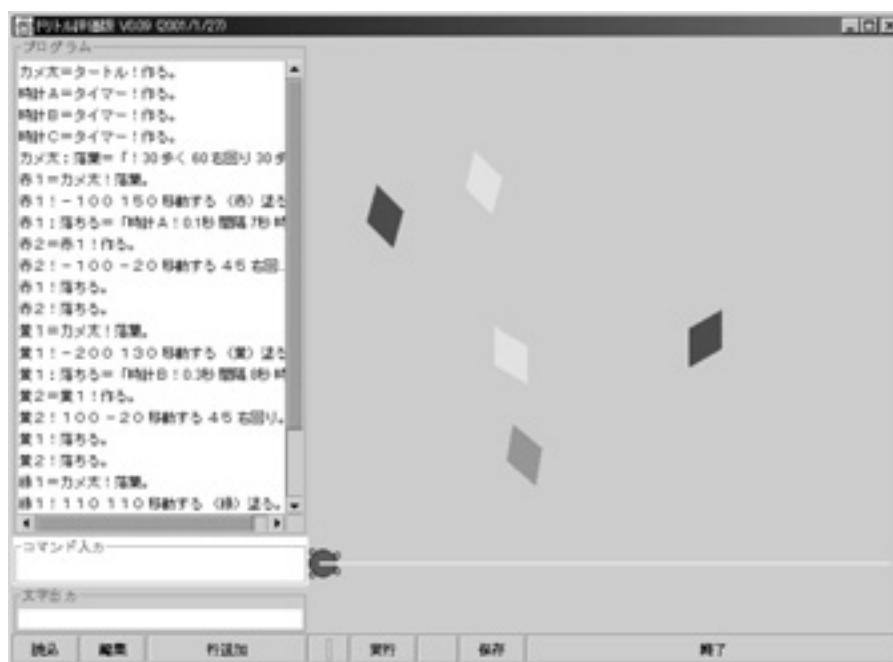 ドリトル評価版 V0.09 (2001/1/27)
プログラム
カメ太＝タートル！作る。
時計A＝タイマー！作る。
時計B＝タイマー！作る。
時計C＝タイマー！作る。
カメ太：落葉＝「！30 歩く 60 右回り 30 歩
赤1＝カメ太！落葉。
赤1！-100 150 移動する （赤）塗る
赤1：落ちる＝「時計A！0.1秒 間隔 7秒 時
赤2＝赤1！作る。
赤2！-100 -20 移動する 45 右回..
赤1！落ちる。
赤2！落ちる。
黄1＝カメ太！落葉。
黄1！-200 130 移動する （黄）塗る
黄1：落ちる＝「時計B！0.3秒 間隔 8秒 時
黄2＝黄1！作る。
黄2！100 -20 移動する 45 右回り。
黄1！落ちる。
黄2！落ちる。
緑1＝カメ太！落葉。
緑1！110 110 移動する （緑）塗る。
コマンド入力
文字出力
読込 編集 行追加 実行 保存 終了